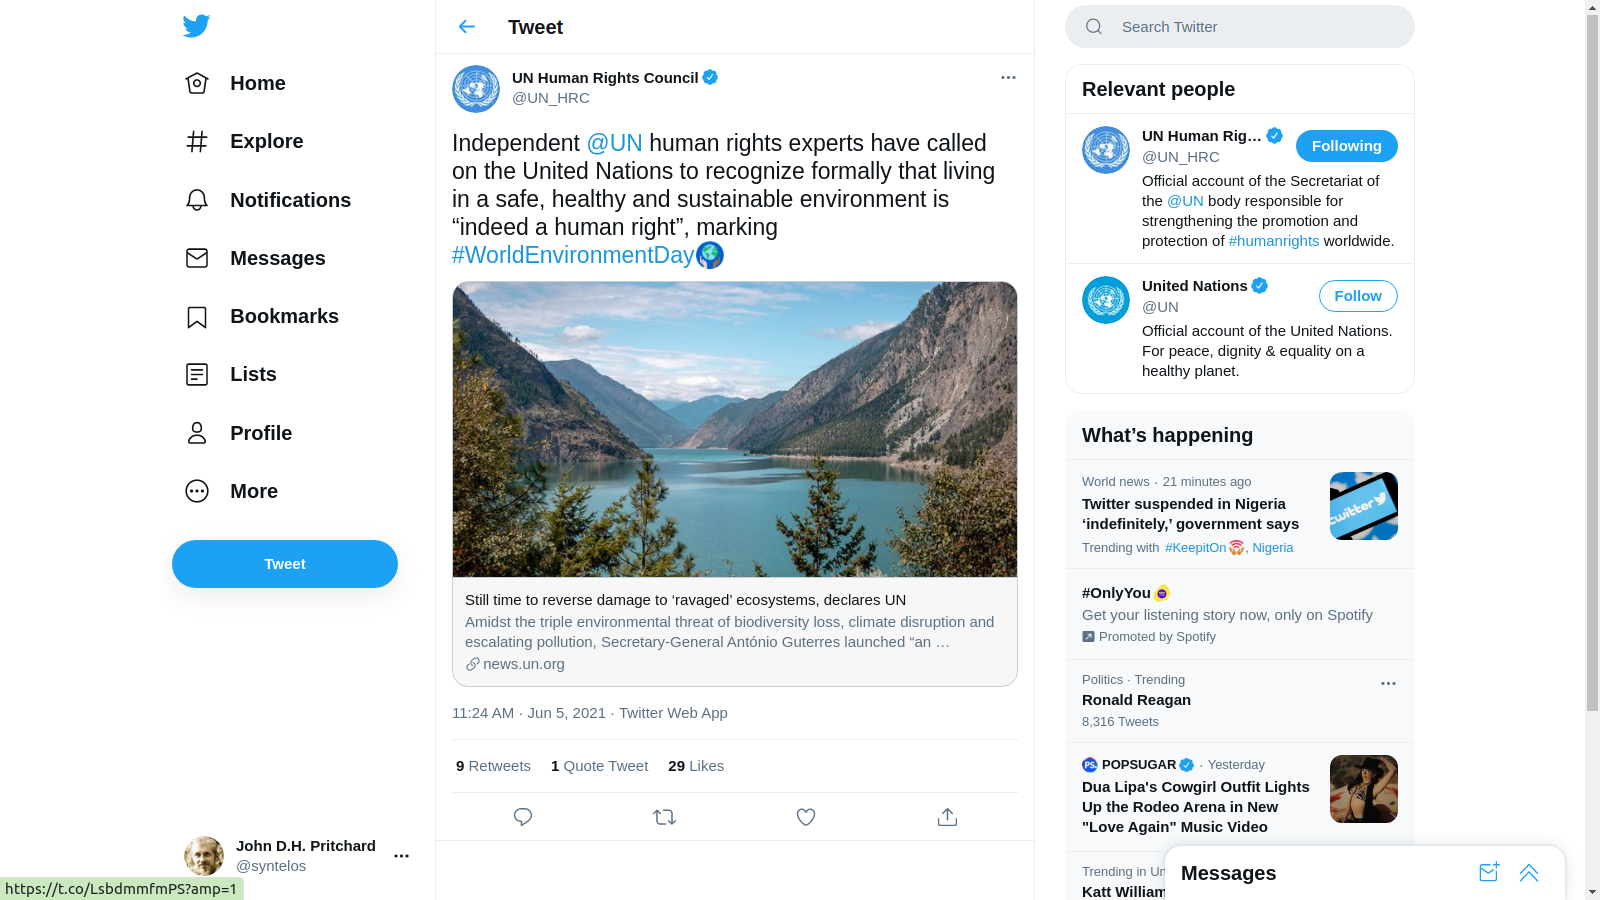 Home
Explore
Notifications
Messages
Bookmarks
Lists
Profile
More
Tweet
John D.H. Pritchard
@syntelos
https://t.co/LsbdmmfmPS?amp=1
Tweet
UN Human Rights Council
@UN_HRC
Independent @UN human rights experts have called
on the United Nations to recognize formally that living
in a safe, healthy and sustainable environment is
“indeed a human right”, marking
#WorldEnvironmentDay
Still time to reverse damage to ‘ravaged’ ecosystems, declares UN
Amidst the triple environmental threat of biodiversity loss, climate disruption and
escalating pollution, Secretary-General António Guterres launched “an …
news.un.org
11:24 AM · Jun 5, 2021 · Twitter Web App
9 Retweets 1 Quote Tweet 29 Likes
Search Twitter
Relevant people
UN Human Rig…
@UN_HRC
Following
Official account of the Secretariat of
the @UN body responsible for
strengthening the promotion and
protection of #humanrights worldwide.
United Nations
@UN
Follow
Official account of the United Nations.
For peace, dignity & equality on a
healthy planet.
What’s happening
World news · 21 minutes ago
Twitter suspended in Nigeria
‘indefinitely,’ government says
Trending with #KeepitOn, Nigeria
twitter
#OnlyYou
Get your listening story now, only on Spotify
Promoted by Spotify
Politics · Trending
Ronald Reagan
8,316 Tweets
PS
POPSUGAR · Yesterday
Dua Lipa's Cowgirl Outfit Lights
Up the Rodeo Arena in New
"Love Again" Music Video
Trending in Un
Katt William
Messages